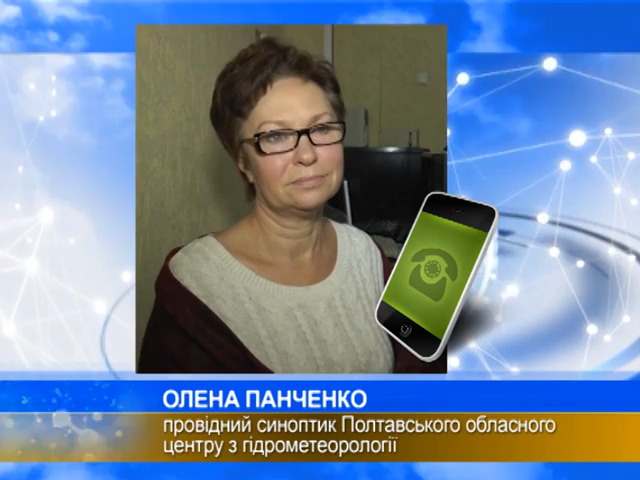 ОЛЕНА ПАНЧЕНКО
провідний синоптик Полтавського обласного
центру з гідрометеорології